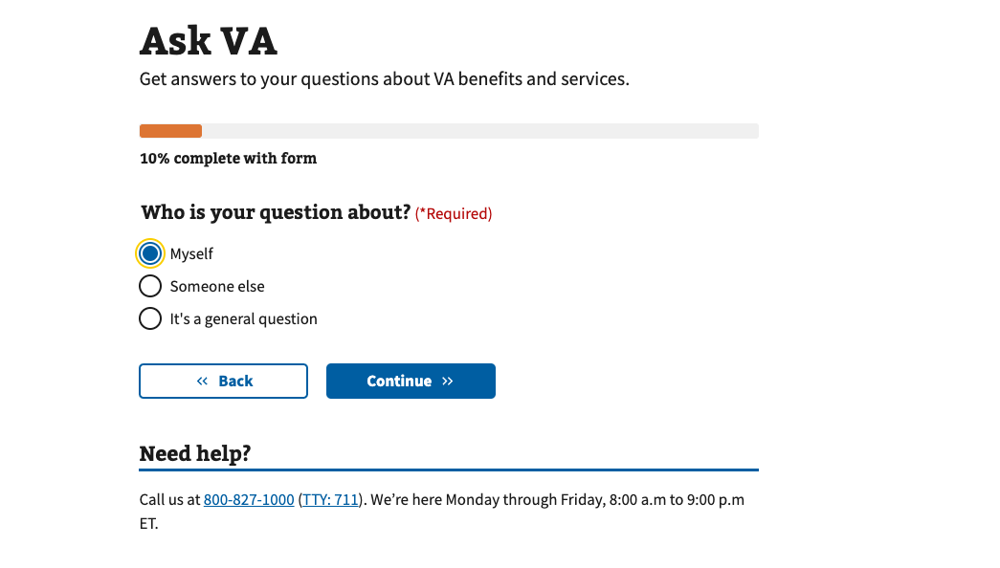 Ask VA
Get answers to your questions about VA benefits and services.
10% complete with form
Who is your question about? (*Required)
Myself
Someone else
It's a general question
« Back
Continue »
Need help?
Call us at 800-827-1000 (TTY: 711). We’re here Monday through Friday, 8:00 a.m to 9:00 p.m
ET.